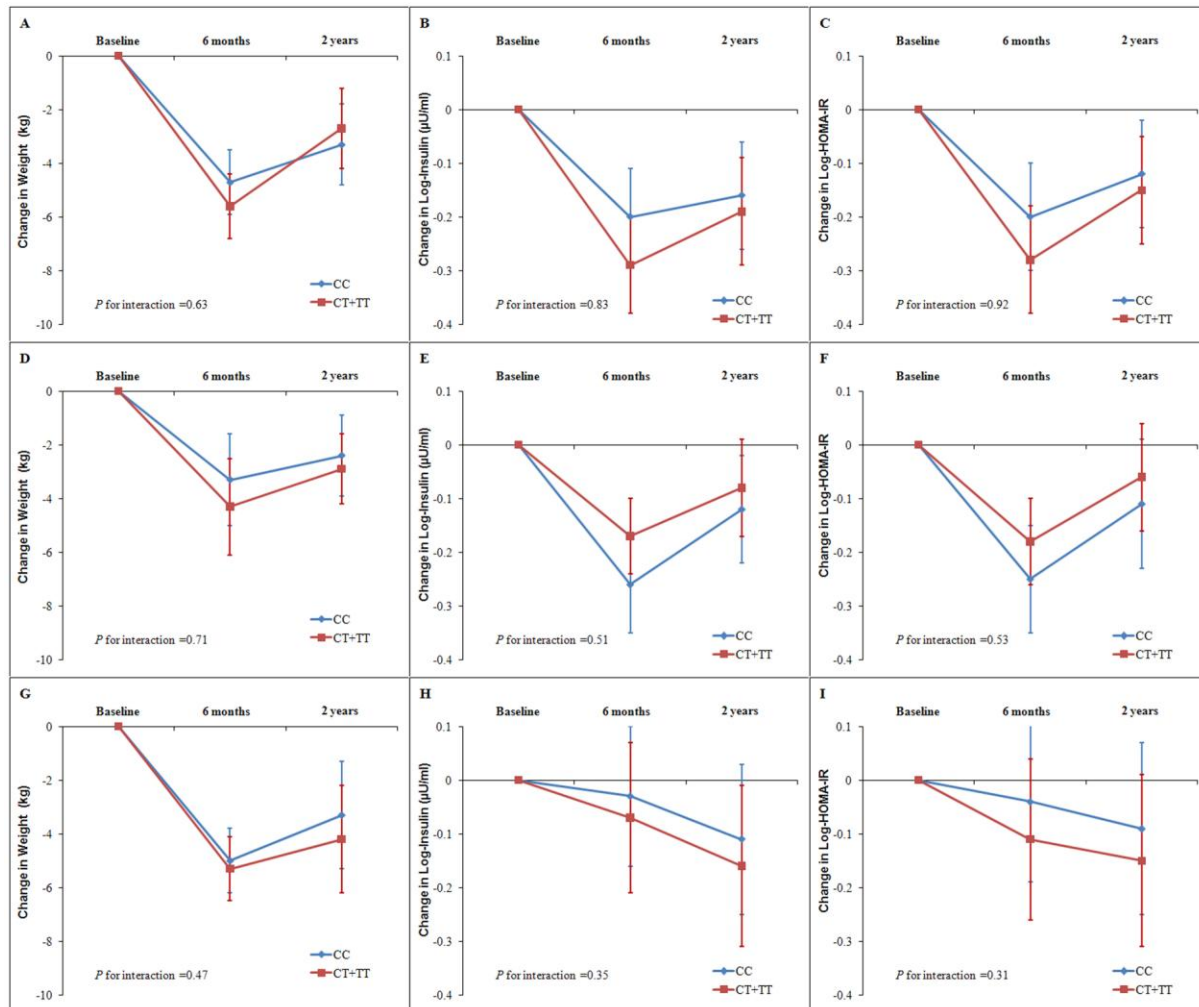 A
Baseline 6 months 2 years
0
-2
-4
-6
-8
-10
Change in Weight (kg)
CC
CT+TT
P for interaction =0.63
B
Baseline 6 months 2 years
0.1
0
-0.1
-0.2
-0.3
-0.4
Change in Log-Insulin (μU/ml)
CC
CT+TT
P for interaction =0.83
C
Baseline 6 months 2 years
0.1
0
-0.1
-0.2
-0.3
-0.4
Change in Log-HOMA-IR
CC
CT+TT
P for interaction =0.92
D
Baseline 6 months 2 years
0
-2
-4
-6
-8
-10
Change in Weight (kg)
CC
CT+TT
P for interaction =0.71
E
Baseline 6 months 2 years
0.1
0
-0.1
-0.2
-0.3
-0.4
Change in Log-Insulin (μU/ml)
CC
CT+TT
P for interaction =0.51
F
Baseline 6 months 2 years
0.1
0
-0.1
-0.2
-0.3
-0.4
Change in Log-HOMA-IR
CC
CT+TT
P for interaction =0.53
G
Baseline 6 months 2 years
0
-2
-4
-6
-8
-10
Change in Weight (kg)
CC
CT+TT
P for interaction =0.47
H
Baseline 6 months 2 years
0.1
0
-0.1
-0.2
-0.3
-0.4
Change in Log-Insulin (μU/ml)
CC
CT+TT
P for interaction =0.35
I
Baseline 6 months 2 years
0.1
0
-0.1
-0.2
-0.3
-0.4
Change in Log-HOMA-IR
CC
CT+TT
P for interaction =0.31